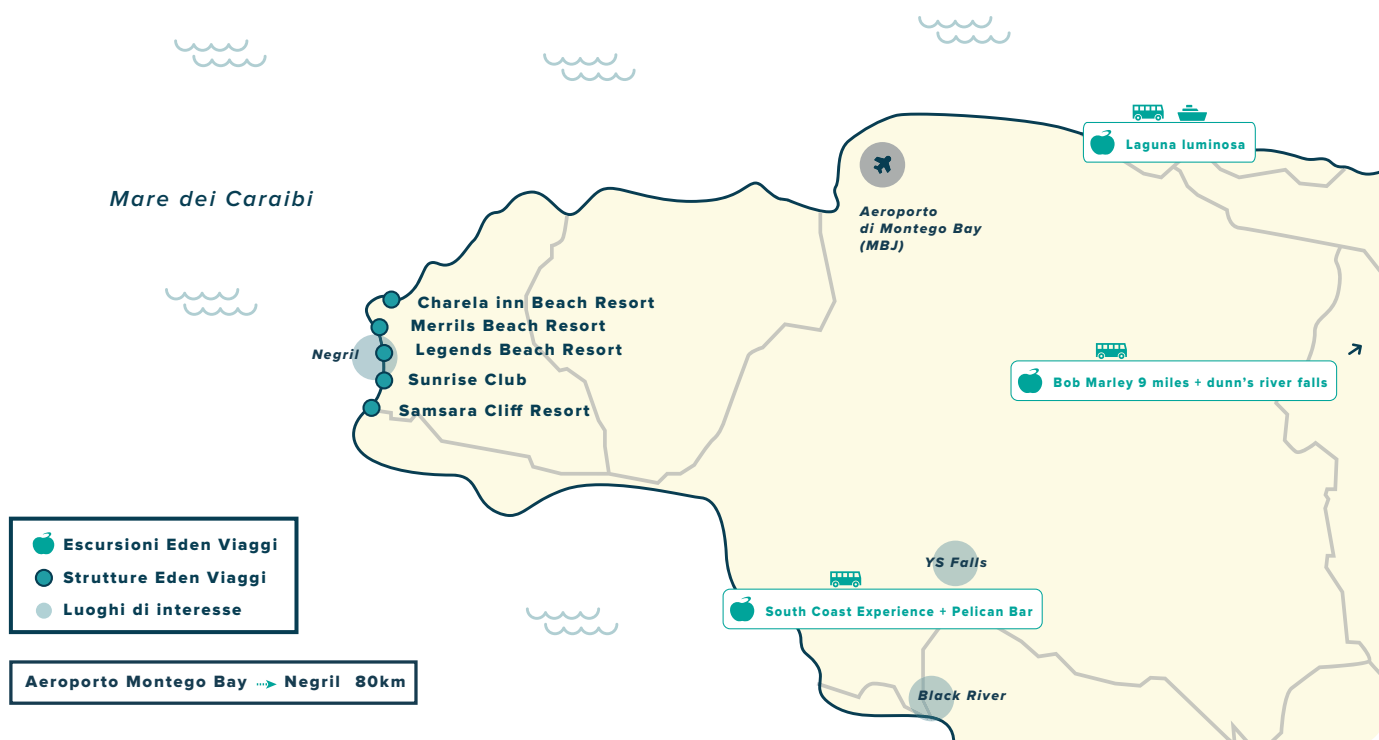 Laguna luminosa
Mare dei Caraibi
Aeroporto
di Montego Bay
(MBJ)
Charela inn Beach Resort
Merrils Beach Resort
Negril
Legends Beach Resort
Sunrise Club
Samsara Cliff Resort
Bob Marley 9 miles + dunn's river falls
Escursioni Eden Viaggi
Strutture Eden Viaggi
Luoghi di interesse
YS Falls
South Coast Experience + Pelican Bar
Aeroporto Montego Bay Negril 80km
Black River